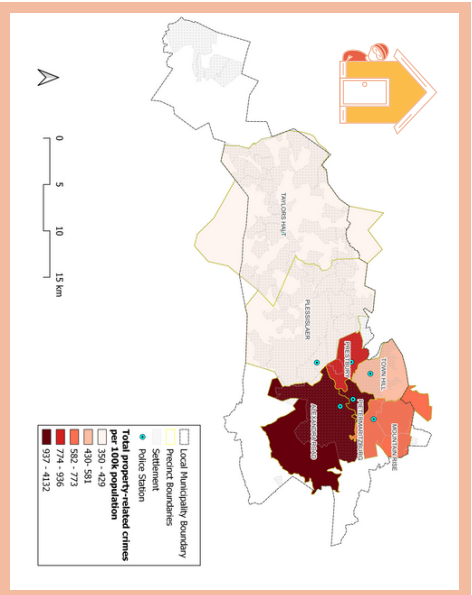 TAYLORS HALT
PLESSISLAER
PRESTBURY
TOWN HILL
PIETERMARITZBURG
MOUNTAIN RISE
ALEXANDRA ROAD
0 5 10 15 km
Local Municipality Boundary
Precinct Boundaries
Settlement
Police Station
Total property-related crimes
per 100k population
350 - 429
430- 581
582 - 773
774 - 936
937 - 4132